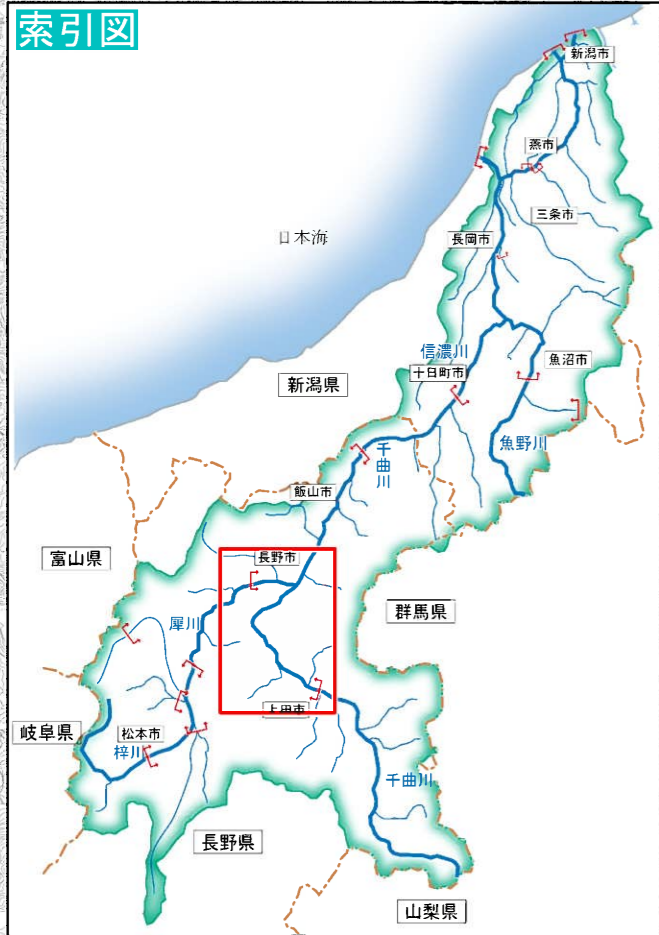 索引図
新潟市
燕市
三条市
日本海
長岡市
信濃川
魚沼市
十日町市
新潟県
魚野川
千曲川
飯山市
長野市
富山県
群馬県
犀川
上田市
岐阜県
松本市
梓川
千曲川
長野県
山梨県